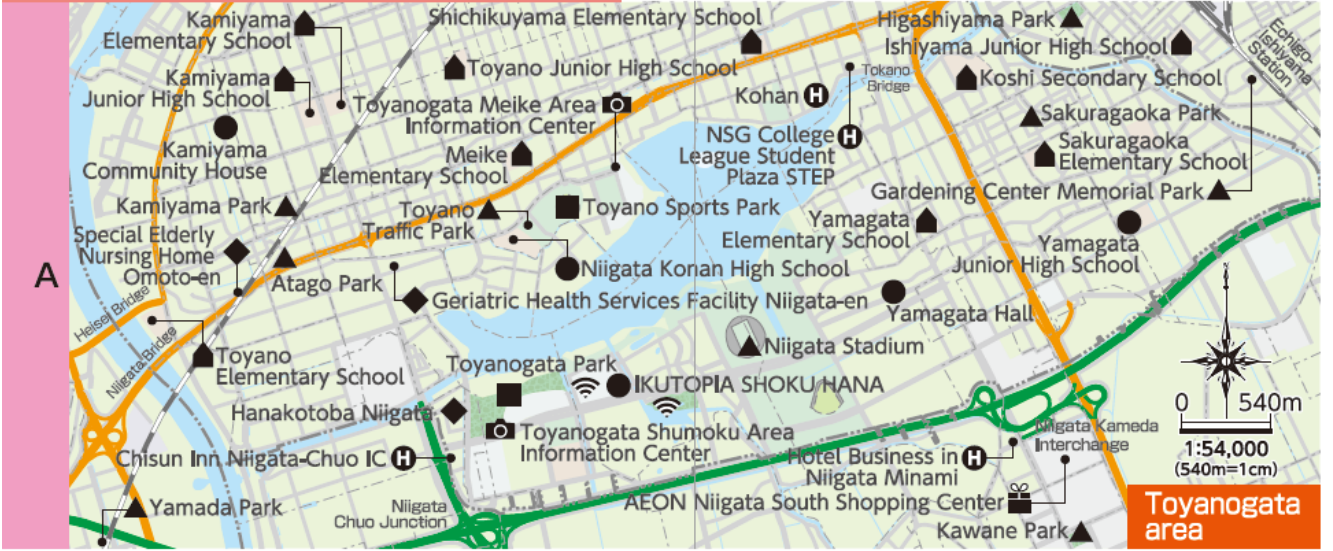 Kamiyama
Elementary School
Shichikuyama Elementary School
Higashiyama Park
Ishiyama Junior High School
Echigo-
Ishiyama
Station
Toyano Junior High School
Tokano
Bridge
Koshi Secondary School
Kamiyama
Junior High School
Toyanogata Meike Area
Information Center
Kohan H
Sakuragaoka Park
NSG College
League Student
Plaza STEP
H
Sakuragaoka
Elementary School
Kamiyama
Community House
Meike
Elementary School
Gardening Center Memorial Park
Kamiyama Park
Toyano
Traffic Park
Toyano Sports Park
Yamagata
Elementary School
Yamagata
Junior High School
Special Elderly
Nursing Home
Omoto-en
A
Atago Park
Niigata Konan High School
Geriatric Health Services Facility Niigata-en
Yamagata Hall
Heisei Bridge
Niigata Bridge
Toyano
Elementary School
Niigata Stadium
Toyanogata Park
IKUTOPIA SHOKU HANA
Hanakotoba Niigata
Toyanogata Shumoku Area
Information Center
0 540m
1:54,000
(540m=1cm)
Niigata Kameda
Interchange
Chisun Inn Niigata-Chuo IC H
Hotel Business in
Niigata Minami
H
AEON Niigata South Shopping Center
Niigata
Chuo Junction
Yamada Park
Kawane Park
Toyanogata
area